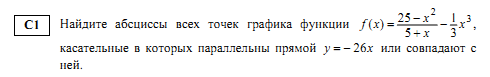 C1 Найдите абсциссы всех точек графика функции f(x) = (25 − x²)/(5 + x) − (1/3)x³,
касательные в которых параллельны прямой y = − 26x или совпадают с
ней.